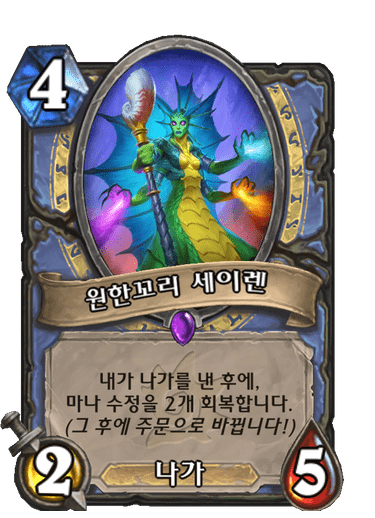 4
원한꼬리 세이렌
내가 나가를 낸 후에,
마나 수정을 2개 회복합니다.
(그 후에 주문으로 바뀝니다!)
2 나가 5